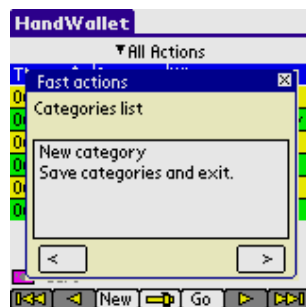 HandWallet
All Actions
Fast actions
Categories list
New category
Save categories and exit.
< >
New Go